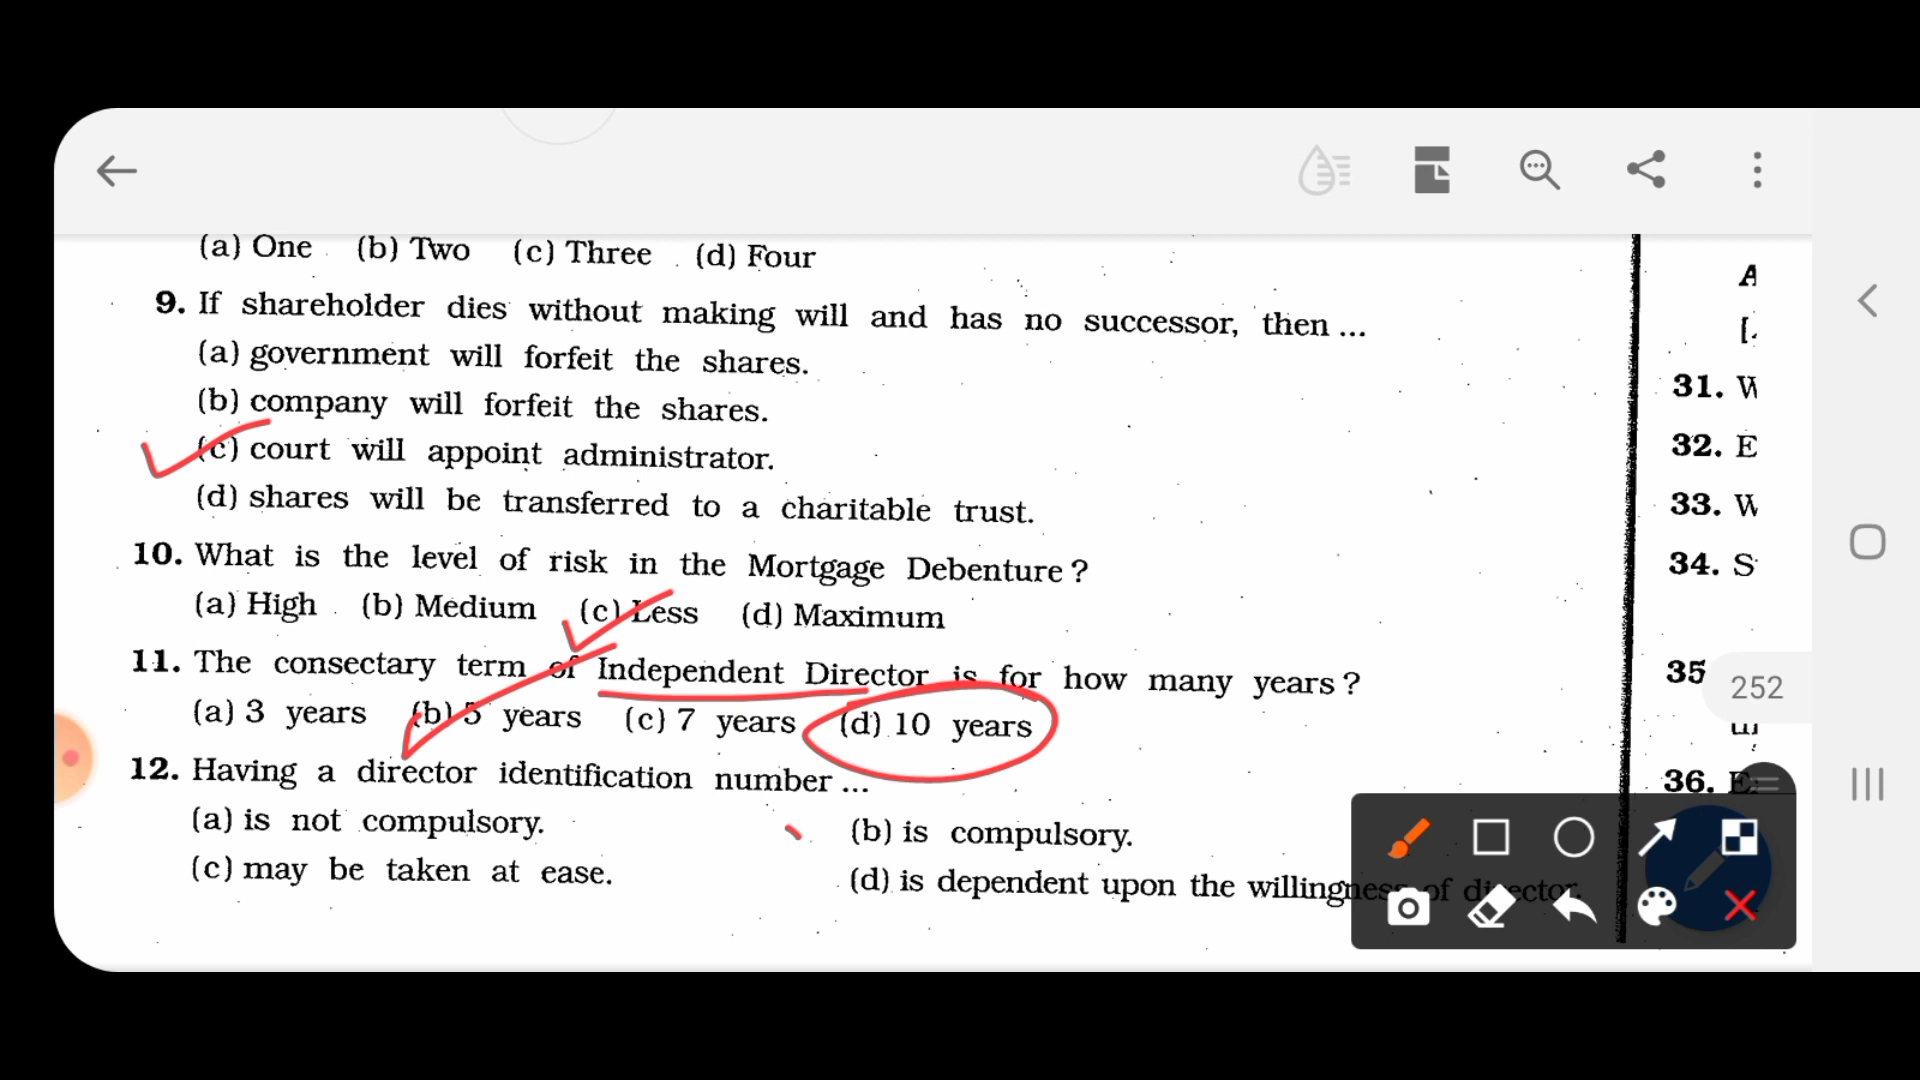 (a) One (b) Two (c) Three (d) Four
9. If shareholder dies without making will and has no successor, then ...
(a) government will forfeit the shares.
(b) company will forfeit the shares.
(c) court will appoint administrator.
(d) shares will be transferred to a charitable trust.
10. What is the level of risk in the Mortgage Debenture ?
(a) High (b) Medium (c) Less (d) Maximum
11. The consectary term of Independent Director is for how many years ?
(a) 3 years (b) 5 years (c) 7 years (d) 10 years
12. Having a director identification number ...
(a) is not compulsory. (b) is compulsory.
(c) may be taken at ease. (d) is dependent upon the willingness of director.
A
[.
31. W
32. E
33. W
34. S
35
252
36. E